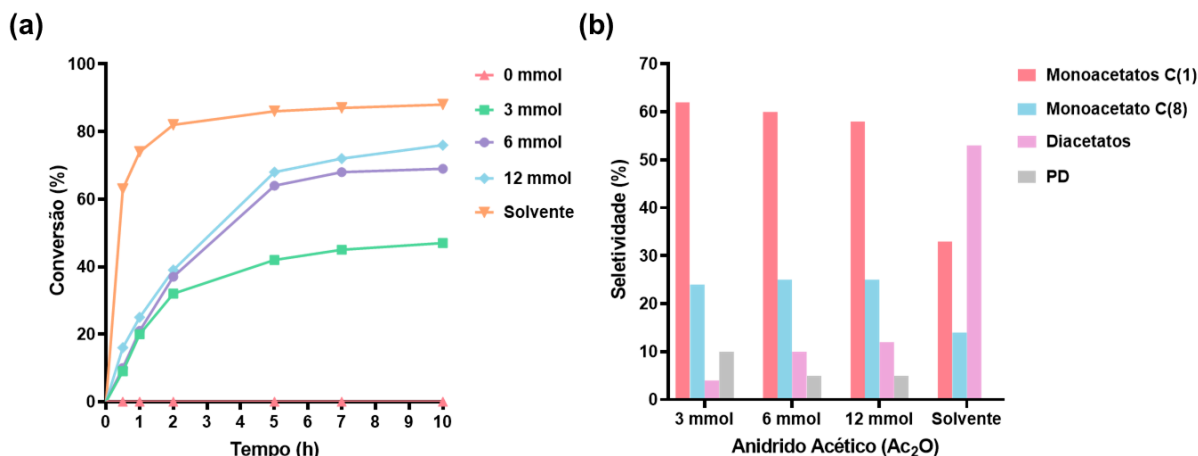 (a)
Conversão (%)
100
80
60
40
20
0
0 1 2 3 4 5 6 7 8 9 10
Tempo (h)
0 mmol
3 mmol
6 mmol
12 mmol
Solvente
(b)
Seletividade (%)
70
60
50
40
30
20
10
0
3 mmol 6 mmol 12 mmol Solvente
Anidrido Acético (Ac₂O)
Monoacetatos C(1)
Monoacetato C(8)
Diacetatos
PD